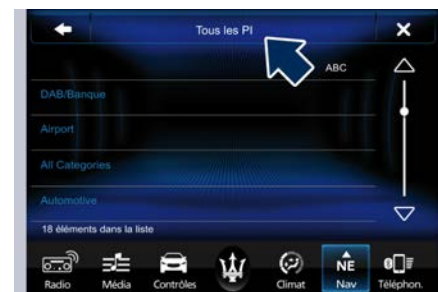 Tous les PI
ABC
DAB/Banque
Airport
All Categories
Automotive
18 éléments dans la liste
Radio
Média
Contrôles
Climat
NE
Nav
Téléphon.